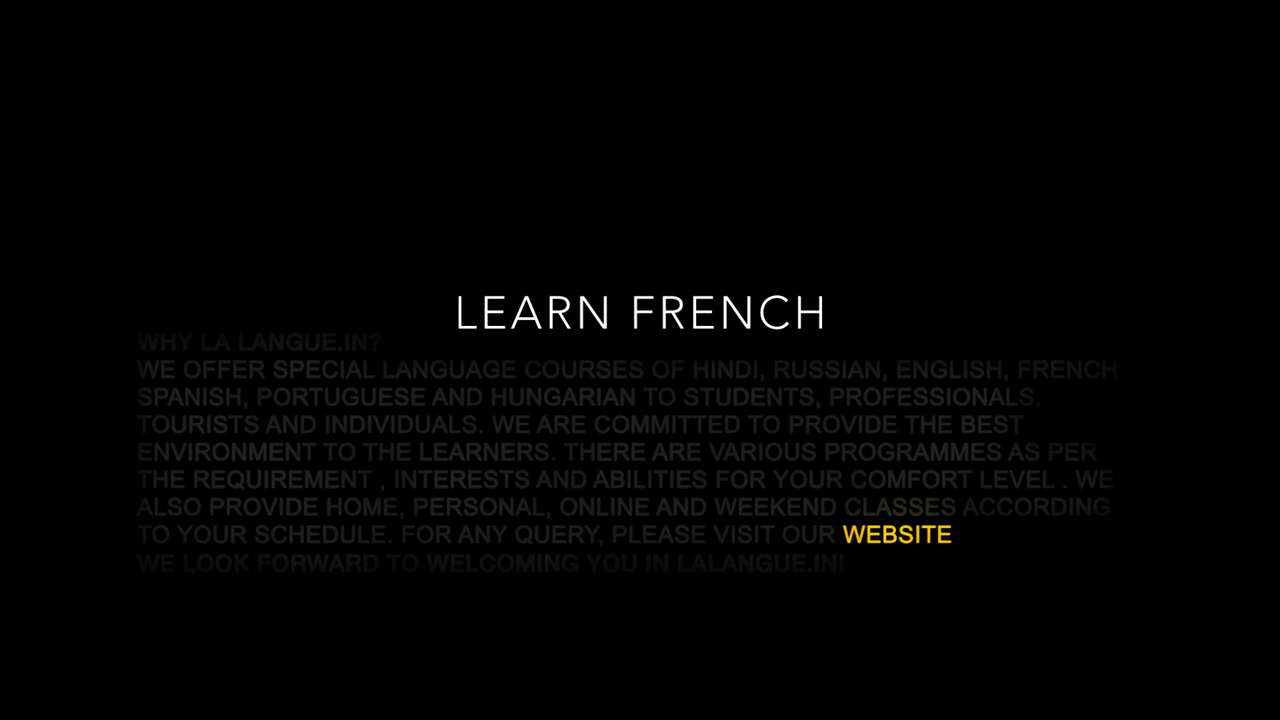 LEARN FRENCH
WHY LA LANGUE.IN?
WE OFFER SPECIAL LANGUAGE COURSES OF HINDI, RUSSIAN, ENGLISH, FRENCH,
SPANISH, PORTUGUESE AND HUNGARIAN TO STUDENTS, PROFESSIONALS,
TOURISTS AND INDIVIDUALS. WE ARE COMMITTED TO PROVIDE THE BEST
ENVIRONMENT TO THE LEARNERS. THERE ARE VARIOUS PROGRAMMES AS PER
THE REQUIREMENT , INTERESTS AND ABILITIES FOR YOUR COMFORT LEVEL . WE
ALSO PROVIDE HOME, PERSONAL, ONLINE AND WEEKEND CLASSES ACCORDING
TO YOUR SCHEDULE. FOR ANY QUERY, PLEASE VISIT OUR WEBSITE
WE LOOK FORWARD TO WELCOMING YOU IN LALANGUE.IN!